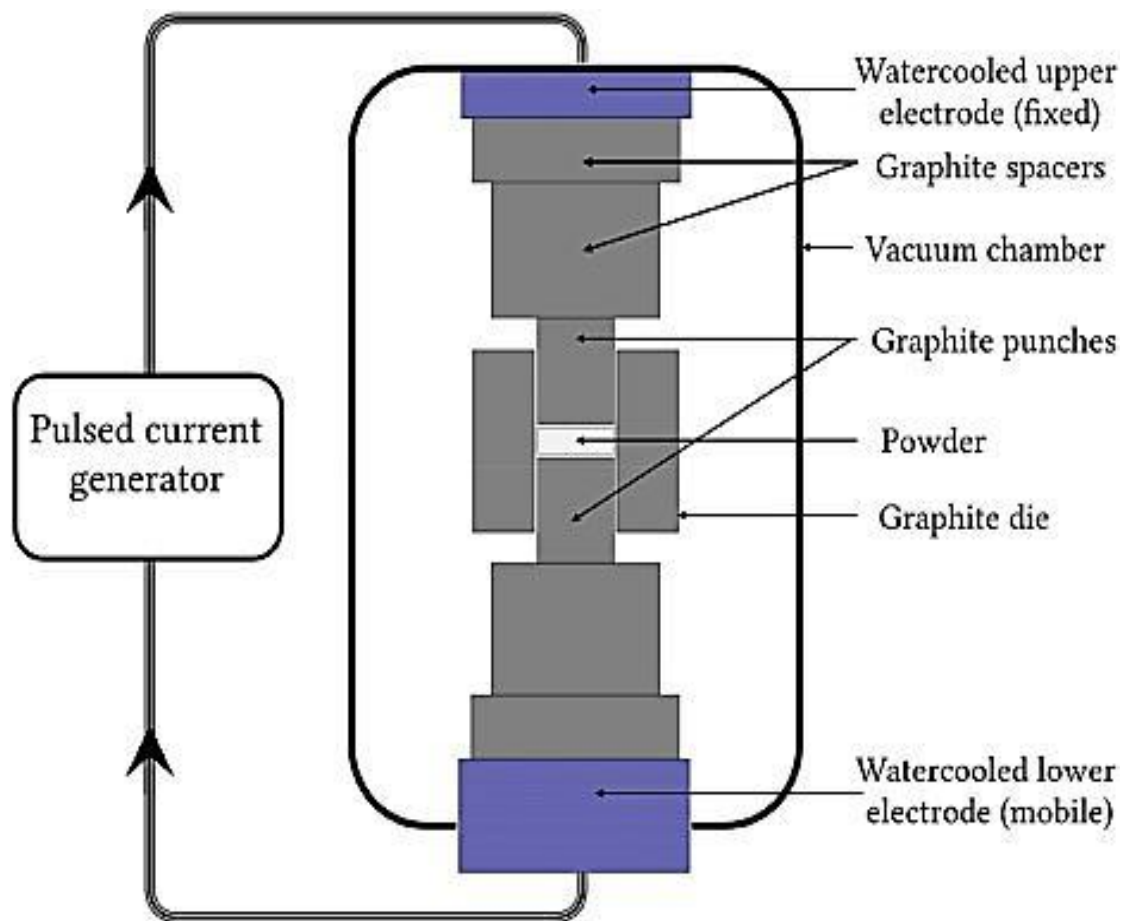 Watercooled upper
electrode (fixed)
Graphite spacers
Vacuum chamber
Graphite punches
Pulsed current
generator
Powder
Graphite die
Watercooled lower
electrode (mobile)